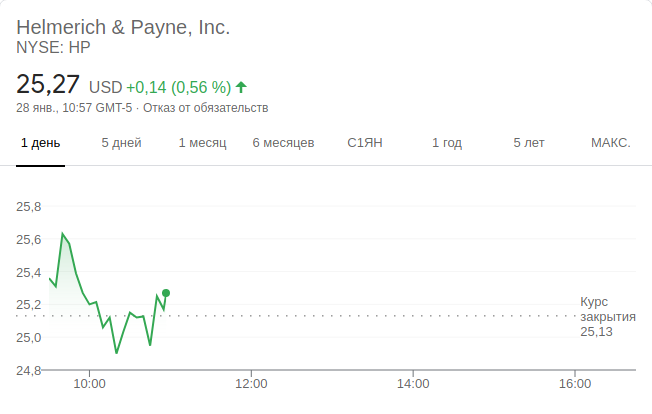 Helmerich & Payne, Inc.
NYSE: HP
25,27 USD +0,14 (0,56 %)
28 янв., 10:57 GMT-5 · Отказ от обязательств
1 день 5 дней 1 месяц 6 месяцев С1ЯН 1 год 5 лет МАКС.
25,8
25,6
25,4
25,2
25,0
24,8
Курс
закрытия
25,13
10:00 12:00 14:00 16:00